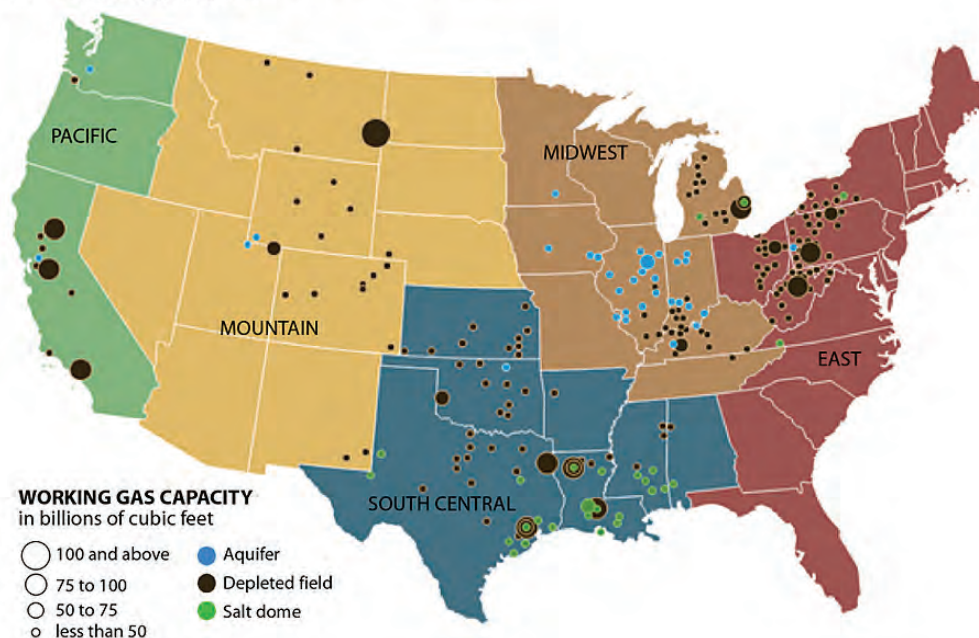 PACIFIC
MIDWEST
MOUNTAIN
EAST
SOUTH CENTRAL
WORKING GAS CAPACITY
in billions of cubic feet
100 and above
75 to 100
50 to 75
less than 50
Aquifer
Depleted field
Salt dome